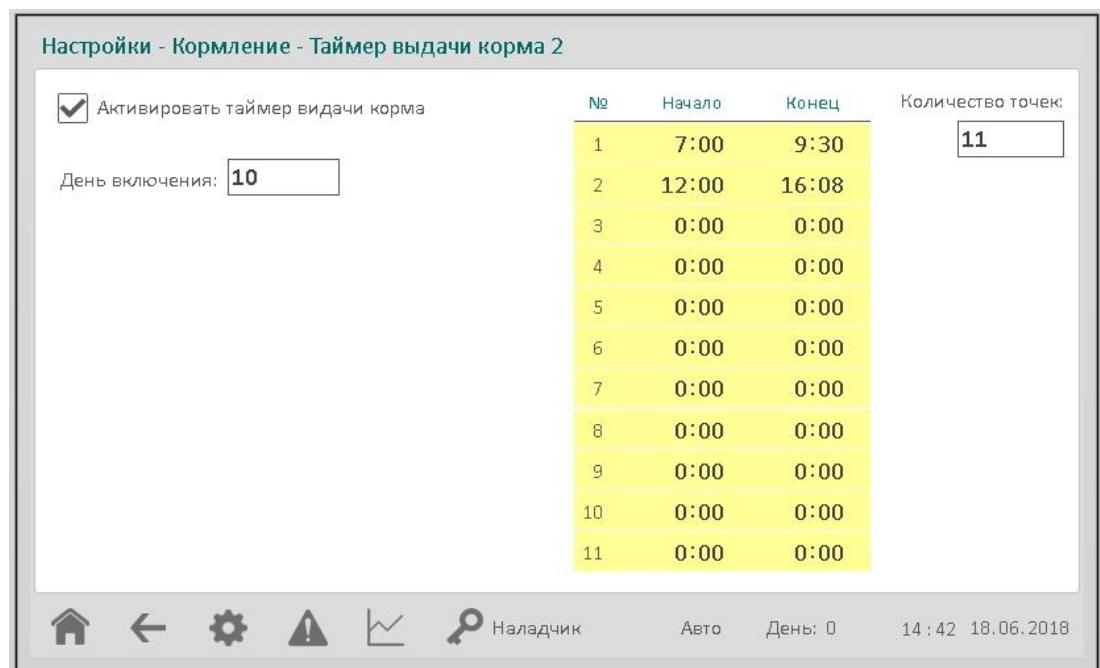 Настройки - Кормление - Таймер выдачи корма 2
Активировать таймер видачи корма
День включения: 10
№ Начало Конец
1 7:00 9:30
2 12:00 16:08
3 0:00 0:00
4 0:00 0:00
5 0:00 0:00
6 0:00 0:00
7 0:00 0:00
8 0:00 0:00
9 0:00 0:00
10 0:00 0:00
11 0:00 0:00
Количество точек:
11
Наладчик Авто День: 0 14:42 18.06.2018